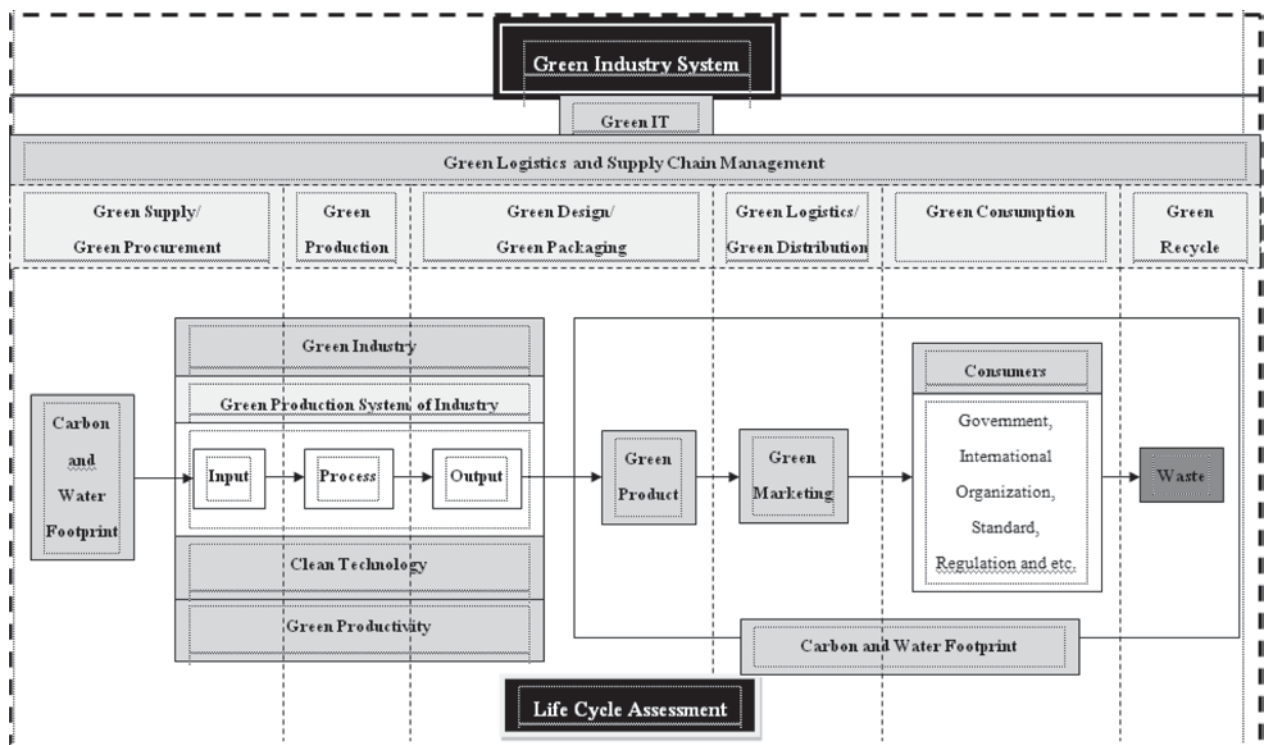 Green Industry System
Green IT
Green Logistics and Supply Chain Management
Green Supply/
Green Procurement
Green
Production
Green Design/
Green Packaging
Green Logistics/
Green Distribution
Green Consumption
Green
Recycle
Carbon
and
Water
Footprint
Green Industry
Green Production System of Industry
Input
Process
Output
Clean Technology
Green Productivity
Green
Product
Green
Marketing
Consumers
Government,
International
Organization,
Standard,
Regulation and etc.
Waste
Carbon and Water Footprint
Life Cycle Assessment